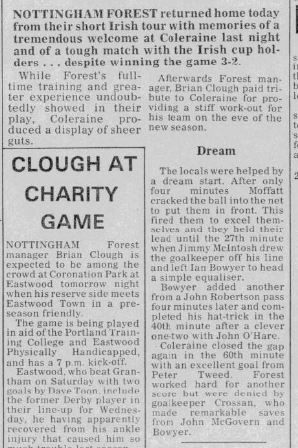 NOTTINGHAM FOREST returned home today
from their short Irish tour with memories of a
tremendous welcome at Coleraine last night
and of a tough match with the Irish cup hol-
ders . . . despite winning the game 3-2.
While Forest's full-
time training and great-
er experience undoub-
tedly showed in their
play, Coleraine pro-
duced a display of sheer
guts.
CLOUGH AT
CHARITY
GAME
NOTTINGHAM Forest
manager Brian Clough is
expected to be among the
crowd at Coronation Park at
Eastwood tomorrow night
when his reserve side meets
Eastwood Town in a pre-
season friendly.
The game is being played
in aid of the Portland Train-
ing College and Eastwood
Physically Handicapped,
and has a 7 p.m. kick-off.
Eastwood, who beat Gran-
tham on Saturday with two
goals by Dave Toon, include
the former Derby player in
their line-up for Wednes-
day, he having apparently
recovered from his ankle
injury that caused him so
Afterwards Forest man-
ager, Brian Clough paid tri-
bute to Coleraine for pro-
viding a stiff work-out for
his team on the eve of the
new season.
Dream
The locals were helped by
a dream start. After only
four minutes Moffatt
cracked the ball into the net
to put them in front. This
fired them to excel them-
selves and they held their
lead until the 27th minute
when Jimmy McIntosh drew
the goalkeeper off his line
and left Ian Bowyer to head
a simple equaliser.
Bowyer added another
from a John Robertson pass
four minutes later and com-
pleted his hat-trick in the
40th minute after a clever
one-two with John O'Hare.
Coleraine closed the gap
again in the 60th minute
with an excellent goal from
Peter Tweed. Forest
worked hard for another
score but were denied by
goalkeeper Crossan, who
made remarkable saves
from John McGovern and
Bowyer.